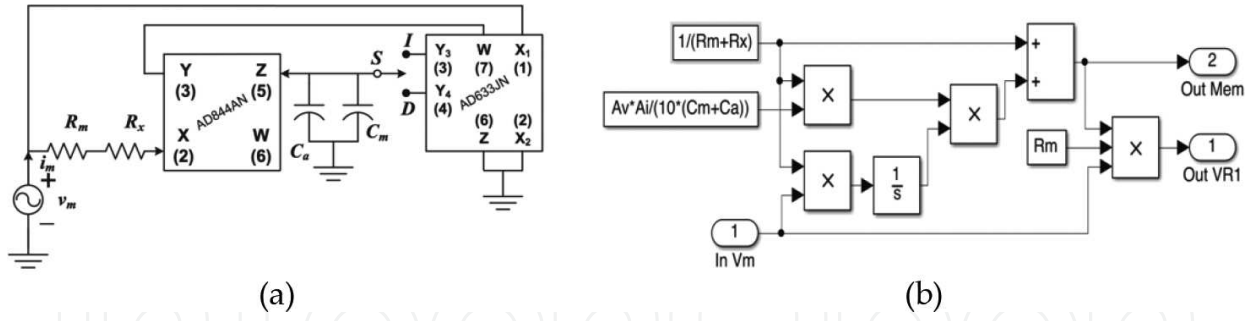 Y
(3)
Z
(5)
X
(2)
W
(6)
AD844AN
S
I
D
Y3
(3)
W
(7)
X1
(1)
Y4
(4)
(6)
Z
(2)
X2
AD633JN
Rm
Rx
im
+
vm
−
Ca
Cm
(a)
1/(Rm+Rx)
Av*Ai/(10*(Cm+Ca))
X
X
1
s
X
+
+
Rm
X
2
Out Mem
1
Out VR1
1
In Vm
(b)